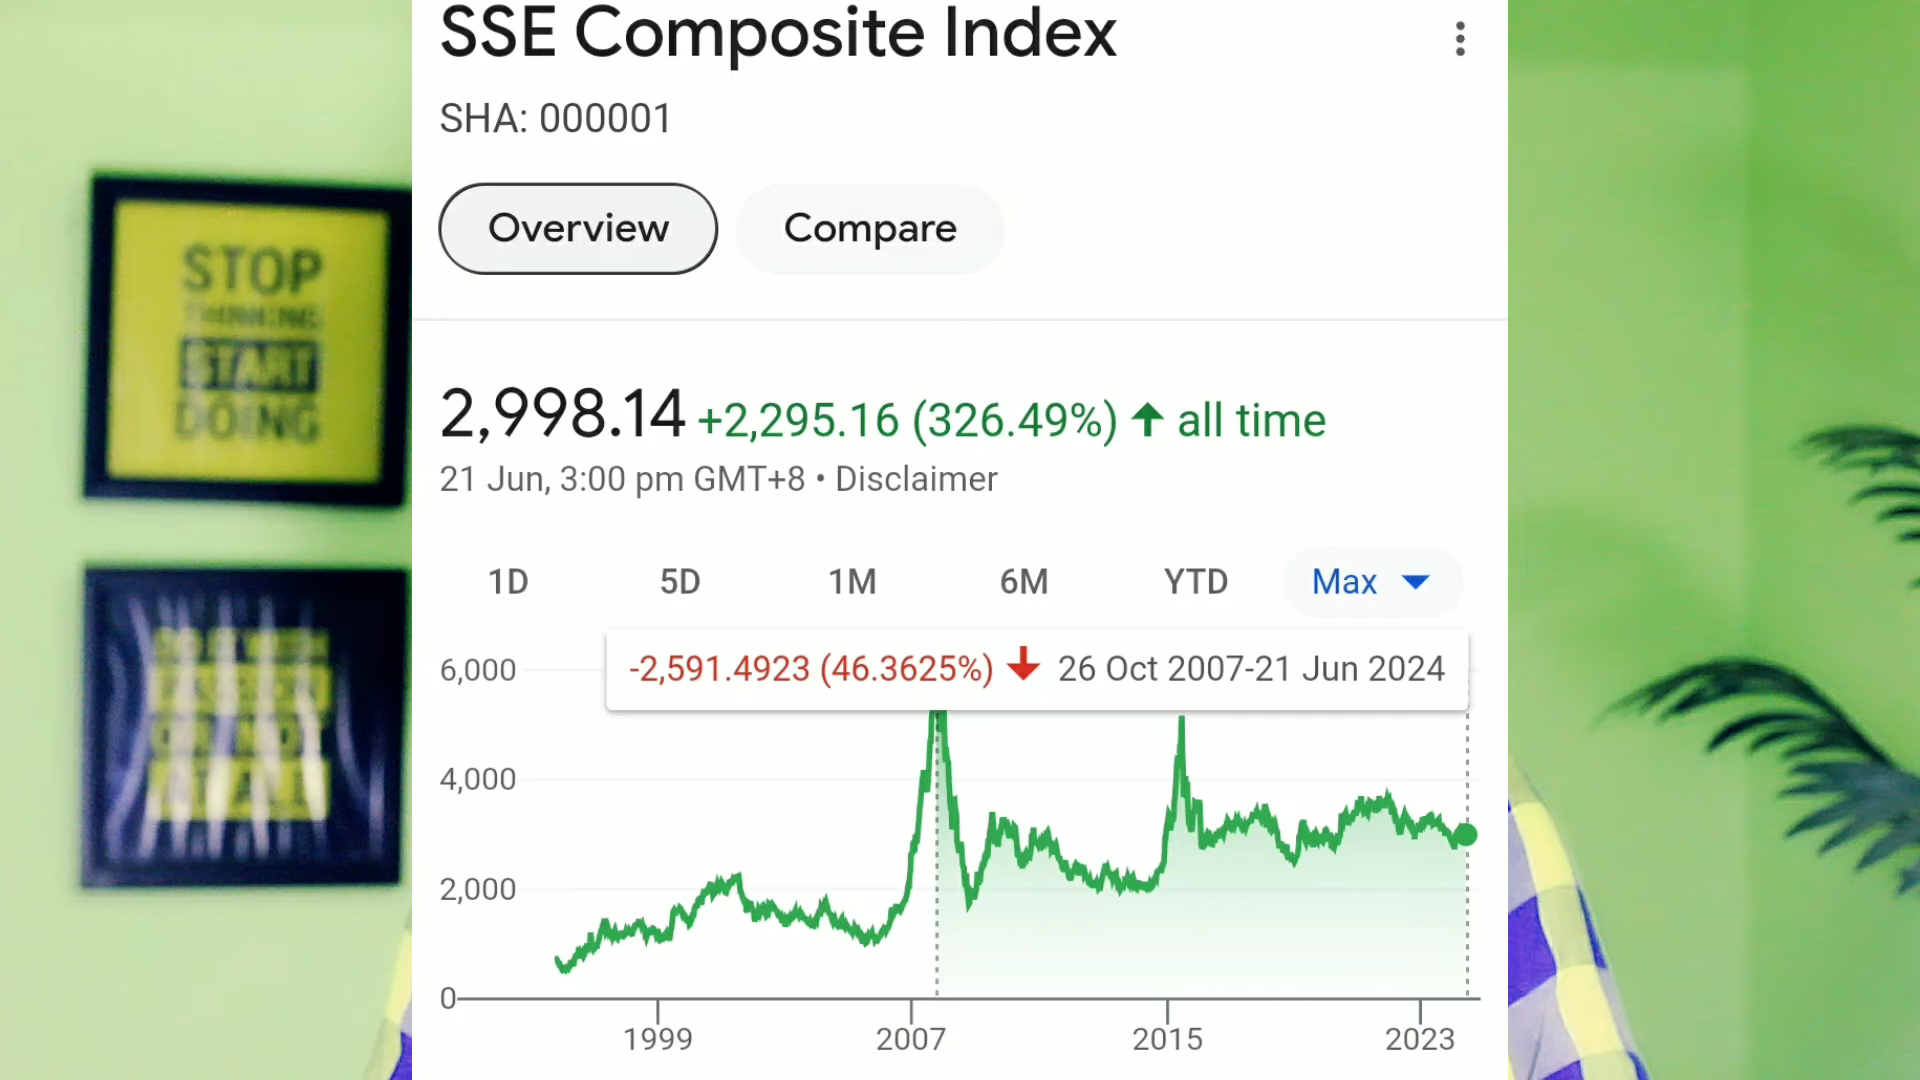 SSE Composite Index
SHA: 000001
Overview
Compare
2,998.14 +2,295.16 (326.49%) ↑ all time
21 Jun, 3:00 pm GMT+8 • Disclaimer
1D 5D 1M 6M YTD Max
-2,591.4923 (46.3625%) ↓ 26 Oct 2007-21 Jun 2024
6,000
4,000
2,000
0
1999 2007 2015 2023
STOP
THINKING
START
DOING